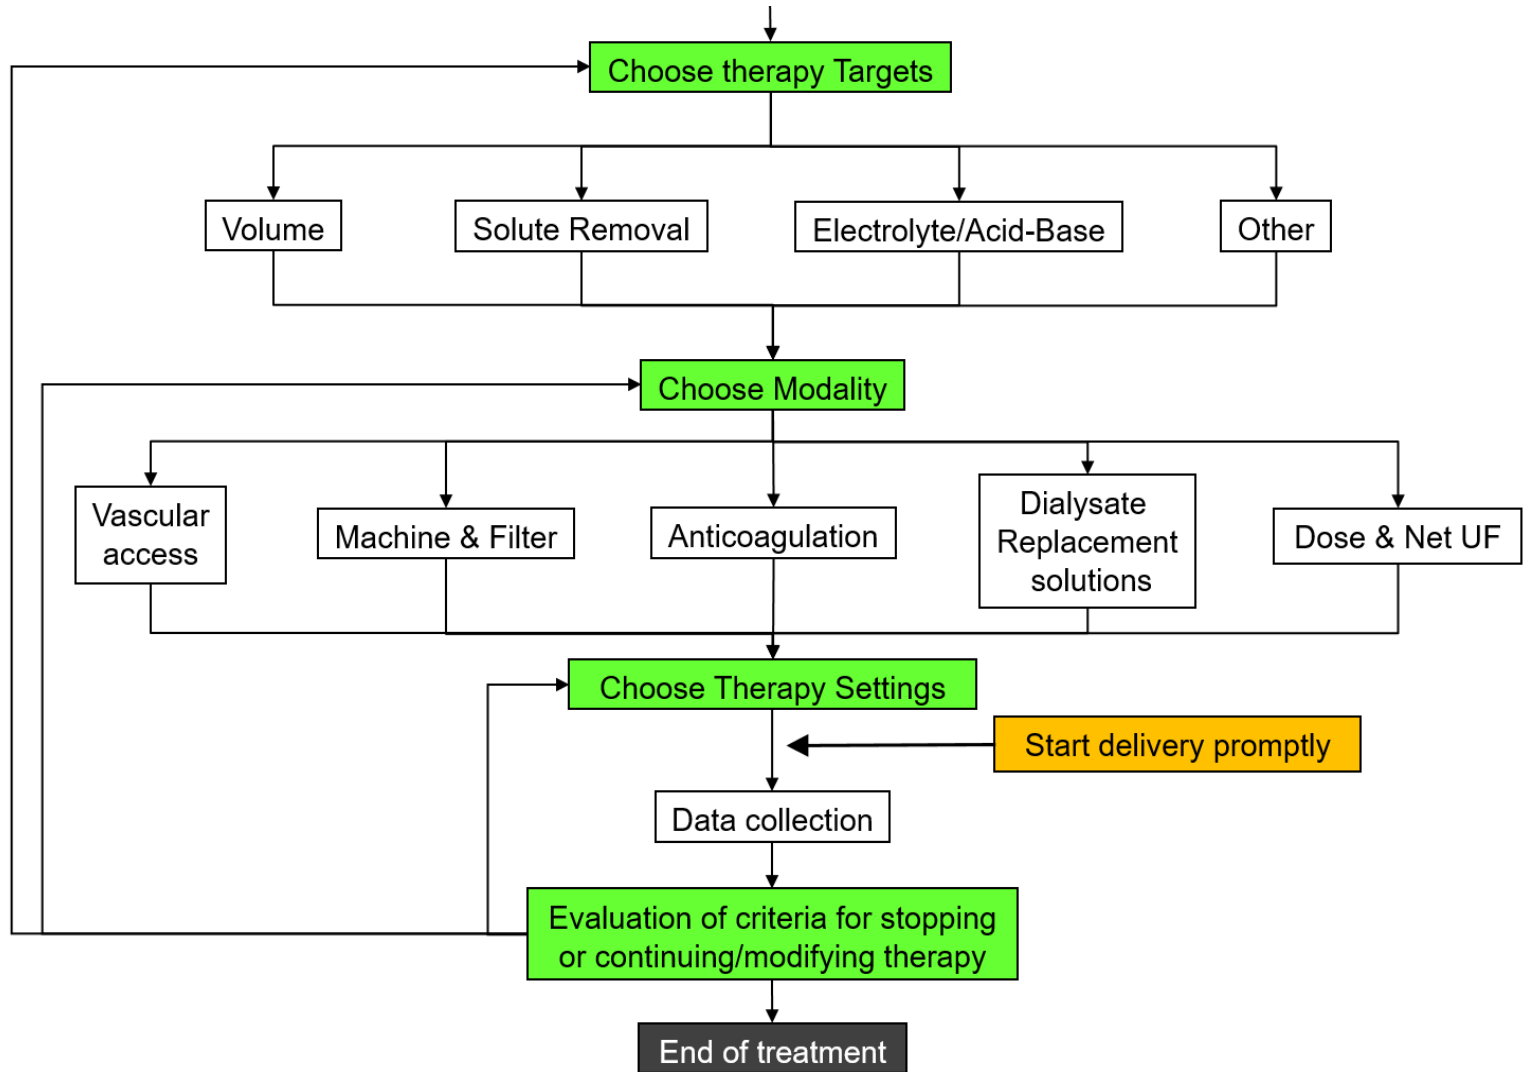 Choose therapy Targets
Volume
Solute Removal
Electrolyte/Acid-Base
Other
Choose Modality
Vascular
access
Machine & Filter
Anticoagulation
Dialysate
Replacement
solutions
Dose & Net UF
Choose Therapy Settings
Start delivery promptly
Data collection
Evaluation of criteria for stopping
or continuing/modifying therapy
End of treatment